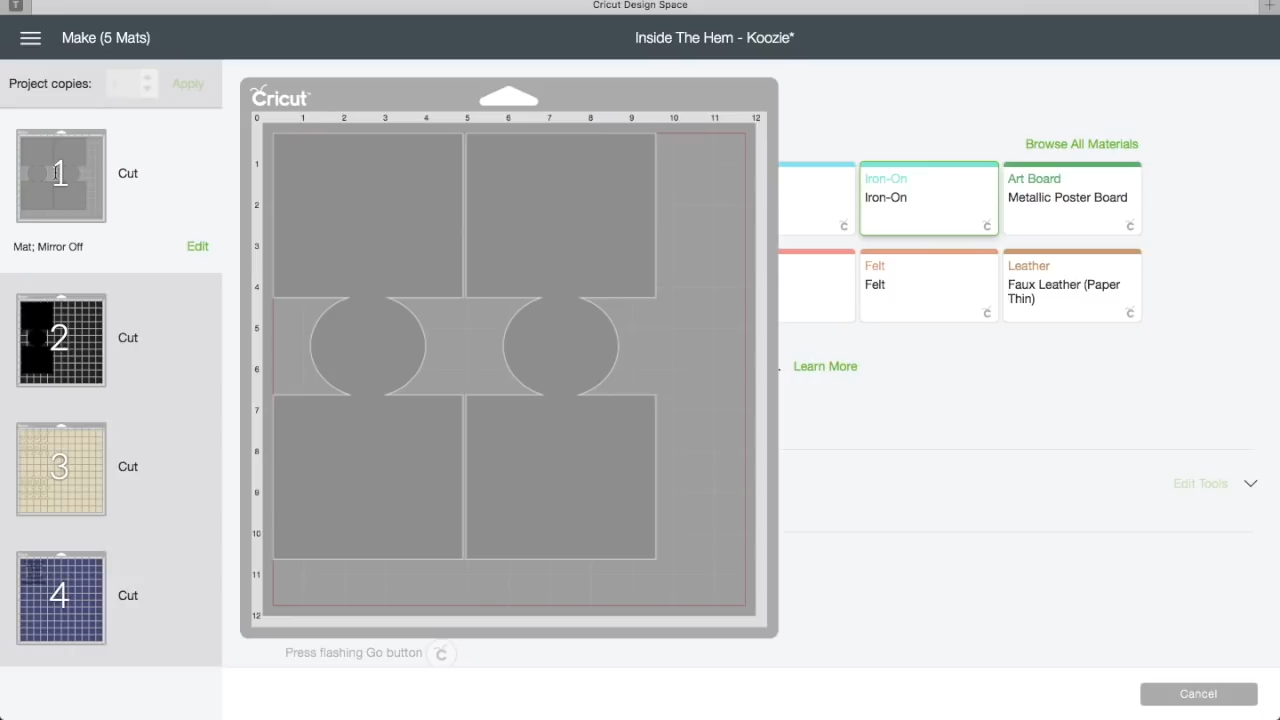 T
Cricut Design Space
+
Make (5 Mats)
Inside The Hem - Koozie*
Project copies:
Apply
1
Cut
Mat; Mirror Off
Edit
2
Cut
3
Cut
4
Cut
Cricut™
0 1 2 3 4 5 6 7 8 9 10 11 12
1
2
3
4
5
6
7
8
9
10
11
12
Browse All Materials
Iron-On
Iron-On
Art Board
Metallic Poster Board
Felt
Felt
Leather
Faux Leather (Paper
Thin)
Learn More
Edit Tools
Press flashing Go button
Cancel